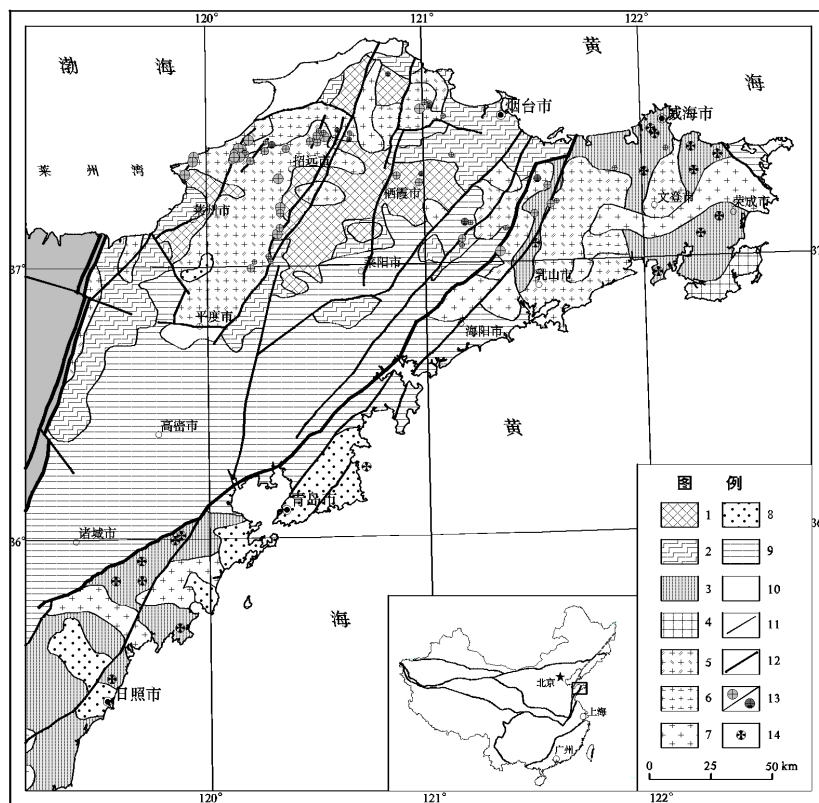 120°
121°
122°
黄
海
渤 海
烟台市
威海市
招远市
莱 州 湾
栖霞市
文登市
荣成市
莱州市
37°
37°
莱阳市
乳山市
平度市
海阳市
高密市
黄
青岛市
诸城市
36°
36°
海
日照市
北京
上海
广州
图 例
1
8
2
9
3
10
4
11
5
12
6
13
7
14
0 25 50 km
120°
121°
122°